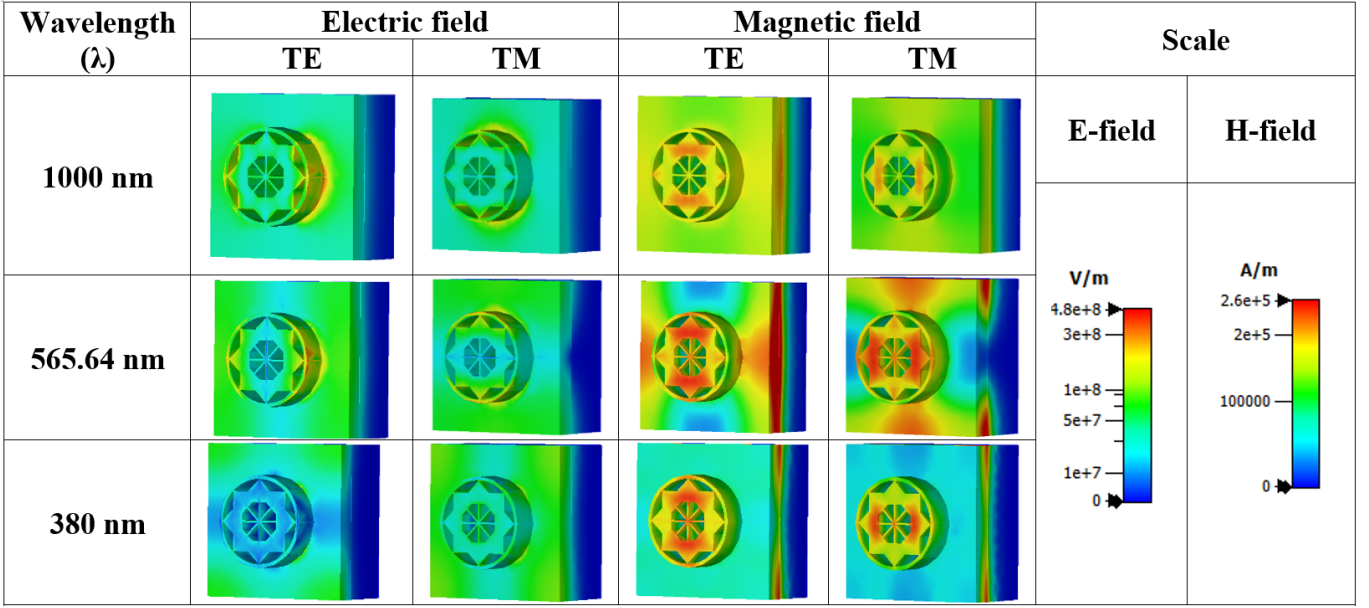 Wavelength
(λ)
Electric field
Magnetic field
Scale
TE
TM
TE
TM
1000 nm
E-field
H-field
565.64 nm
V/m
4.8e+8
3e+8
1e+8
5e+7
1e+7
0
A/m
2.6e+5
2e+5
100000
0
380 nm